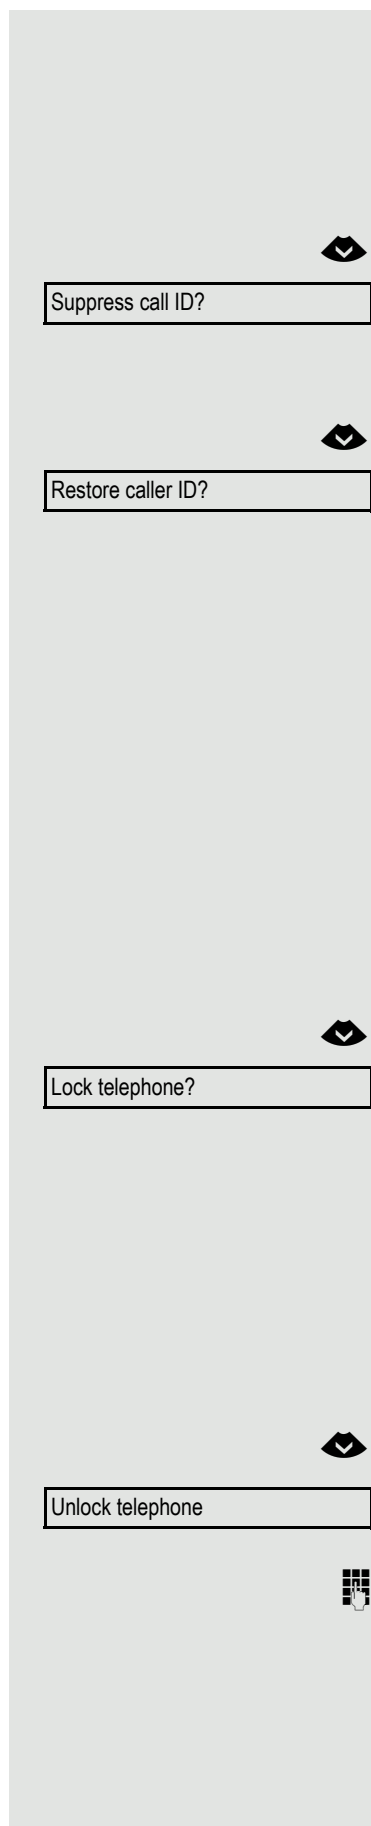 Suppress call ID?
Restore caller ID?
Lock telephone?
Unlock telephone